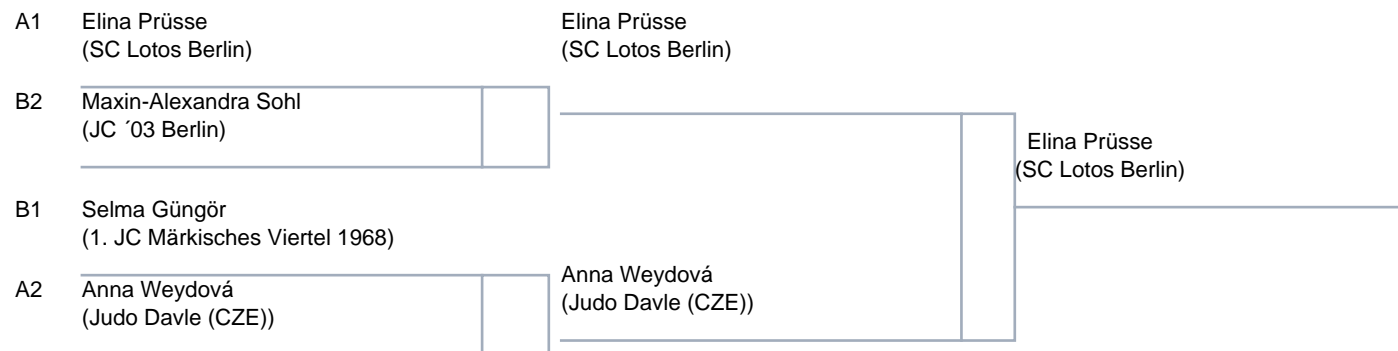 A1 Elina Prüsse
(SC Lotos Berlin)
B2 Maxin-Alexandra Sohl
(JC ´03 Berlin)
B1 Selma Güngör
(1. JC Märkisches Viertel 1968)
A2 Anna Weydová
(Judo Davle (CZE))
Elina Prüsse
(SC Lotos Berlin)
Anna Weydová
(Judo Davle (CZE))
Elina Prüsse
(SC Lotos Berlin)